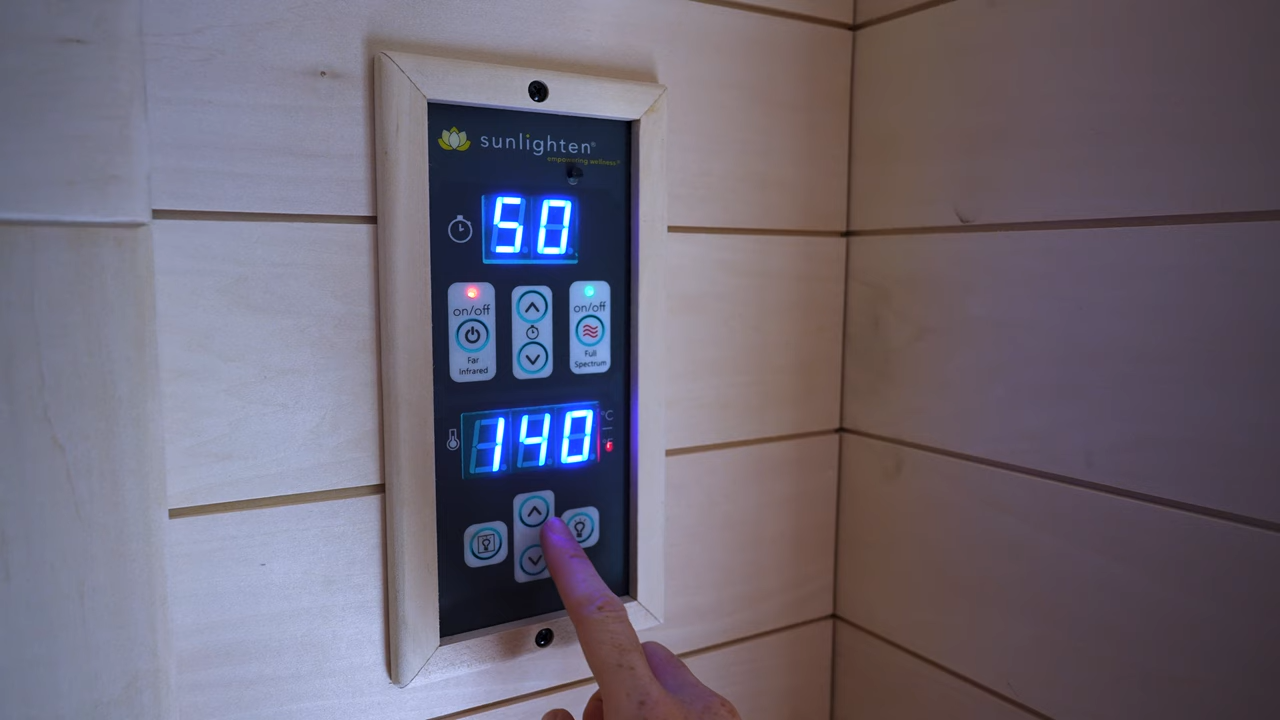 sunlighten®
empowering wellness®
50
on/off
Far
Infrared
on/off
Full
Spectrum
140
°C
°F